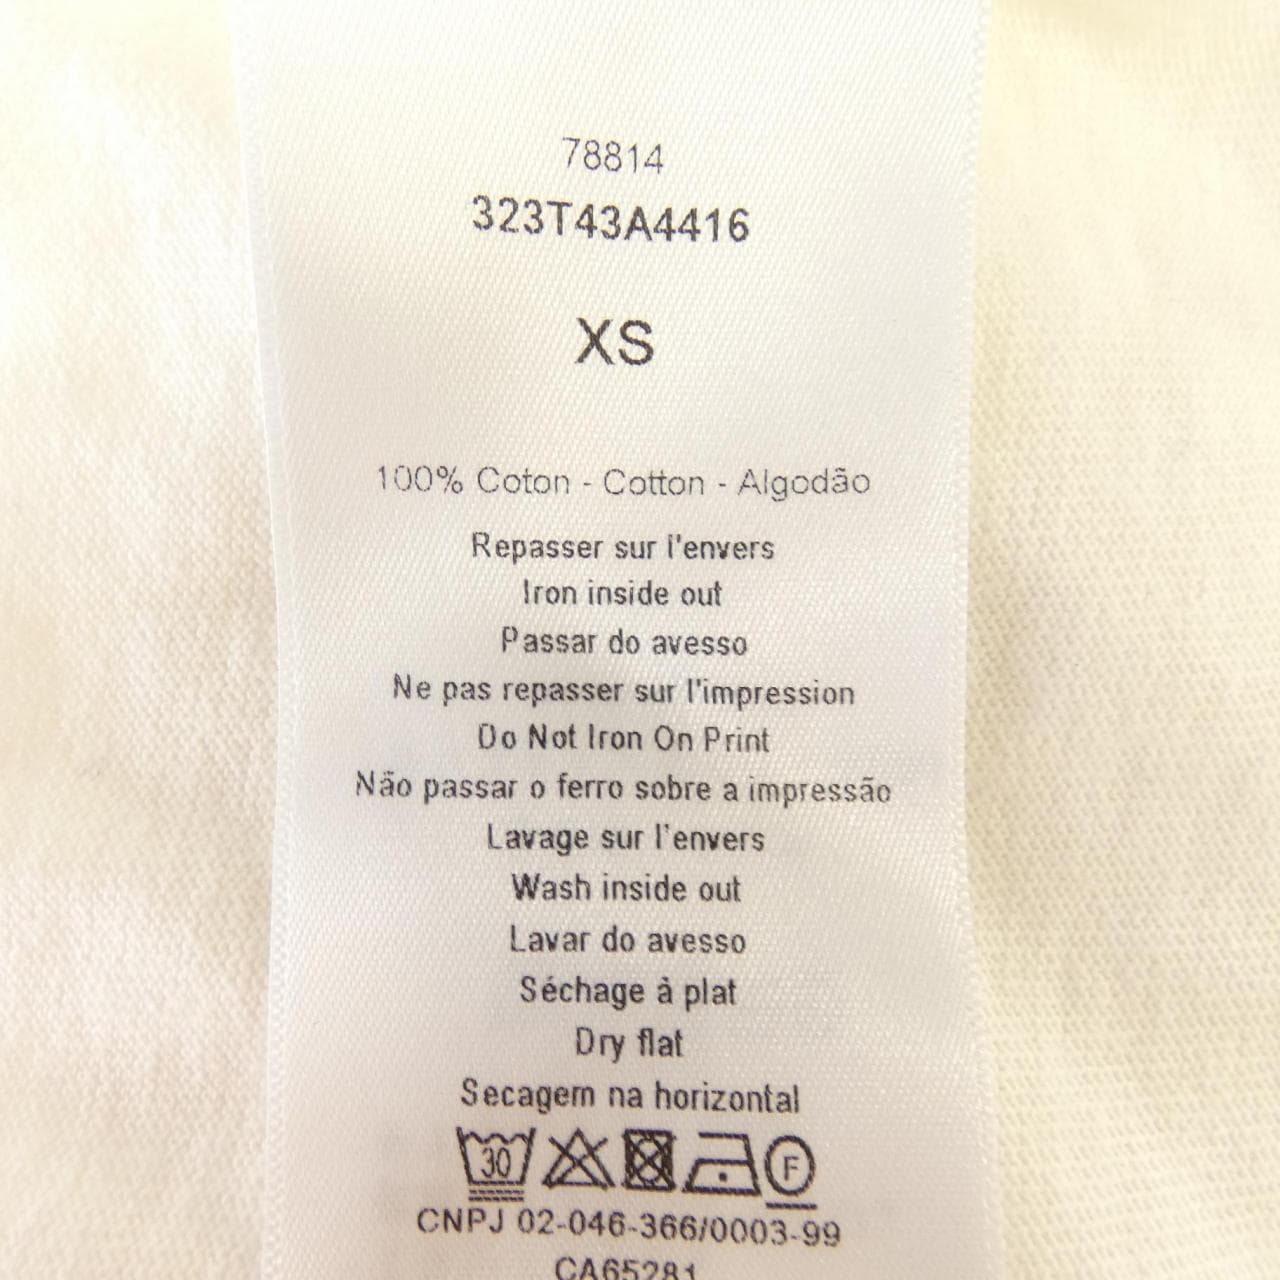 78814
323T43A4416
XS
100% Coton - Cotton - Algodão
Repasser sur l'envers
Iron inside out
Passar do avesso
Ne pas repasser sur l'impression
Do Not Iron On Print
Não passar o ferro sobre a impressão
Lavage sur l'envers
Wash inside out
Lavar do avesso
Séchage à plat
Dry flat
Secagem na horizontal
30 F
CNPJ 02-046-366/0003-99
CA65281